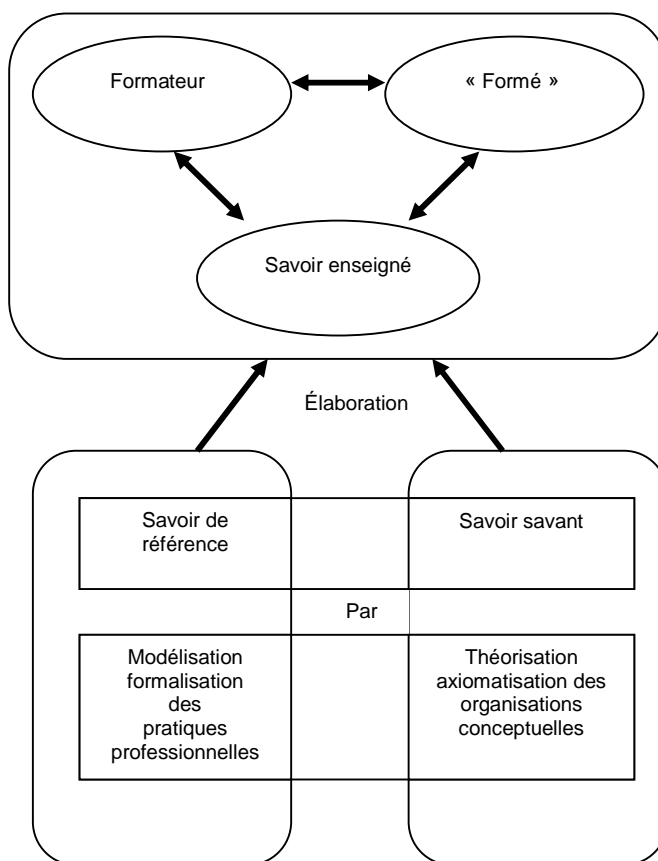 Formateur
« Formé »
Savoir enseigné
Élaboration
Savoir de
référence
Savoir savant
Par
Modélisation
formalisation
des
pratiques
professionnelles
Théorisation
axiomatisation des
organisations
conceptuelles